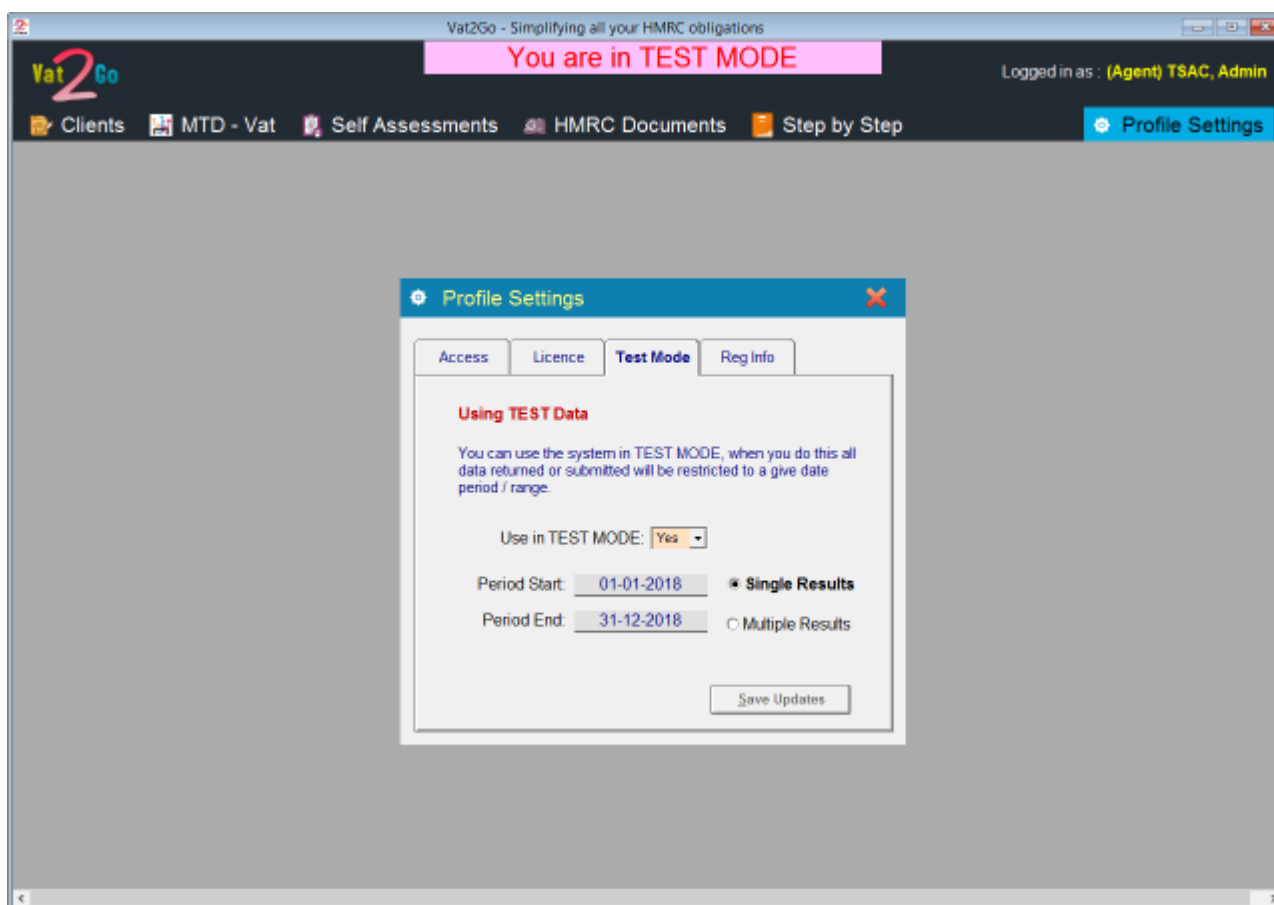 Vat2Go - Simplifying all your HMRC obligations
You are in TEST MODE
Vat2Go
Logged in as : (Agent) TSAC, Admin
Clients MTD - Vat Self Assessments HMRC Documents Step by Step Profile Settings
Profile Settings
Access Licence Test Mode Reg Info
Using TEST Data
You can use the system in TEST MODE, when you do this all
data returned or submitted will be restricted to a give date
period / range.
Use in TEST MODE: Yes
Period Start: 01-01-2018 Single Results
Period End: 31-12-2018 Multiple Results
Save Updates